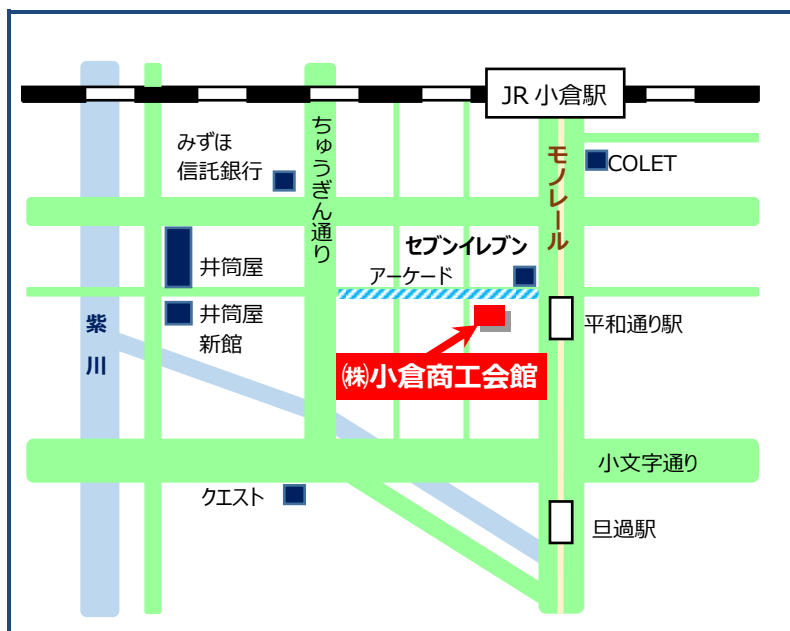 JR 小倉駅
みずほ
信託銀行
ちゅうぎん通り
モノレール
COLET
セブンイレブン
アーケード
井筒屋
井筒屋
新館
紫川
平和通り駅
㈱小倉商工会館
小文字通り
クエスト
旦過駅